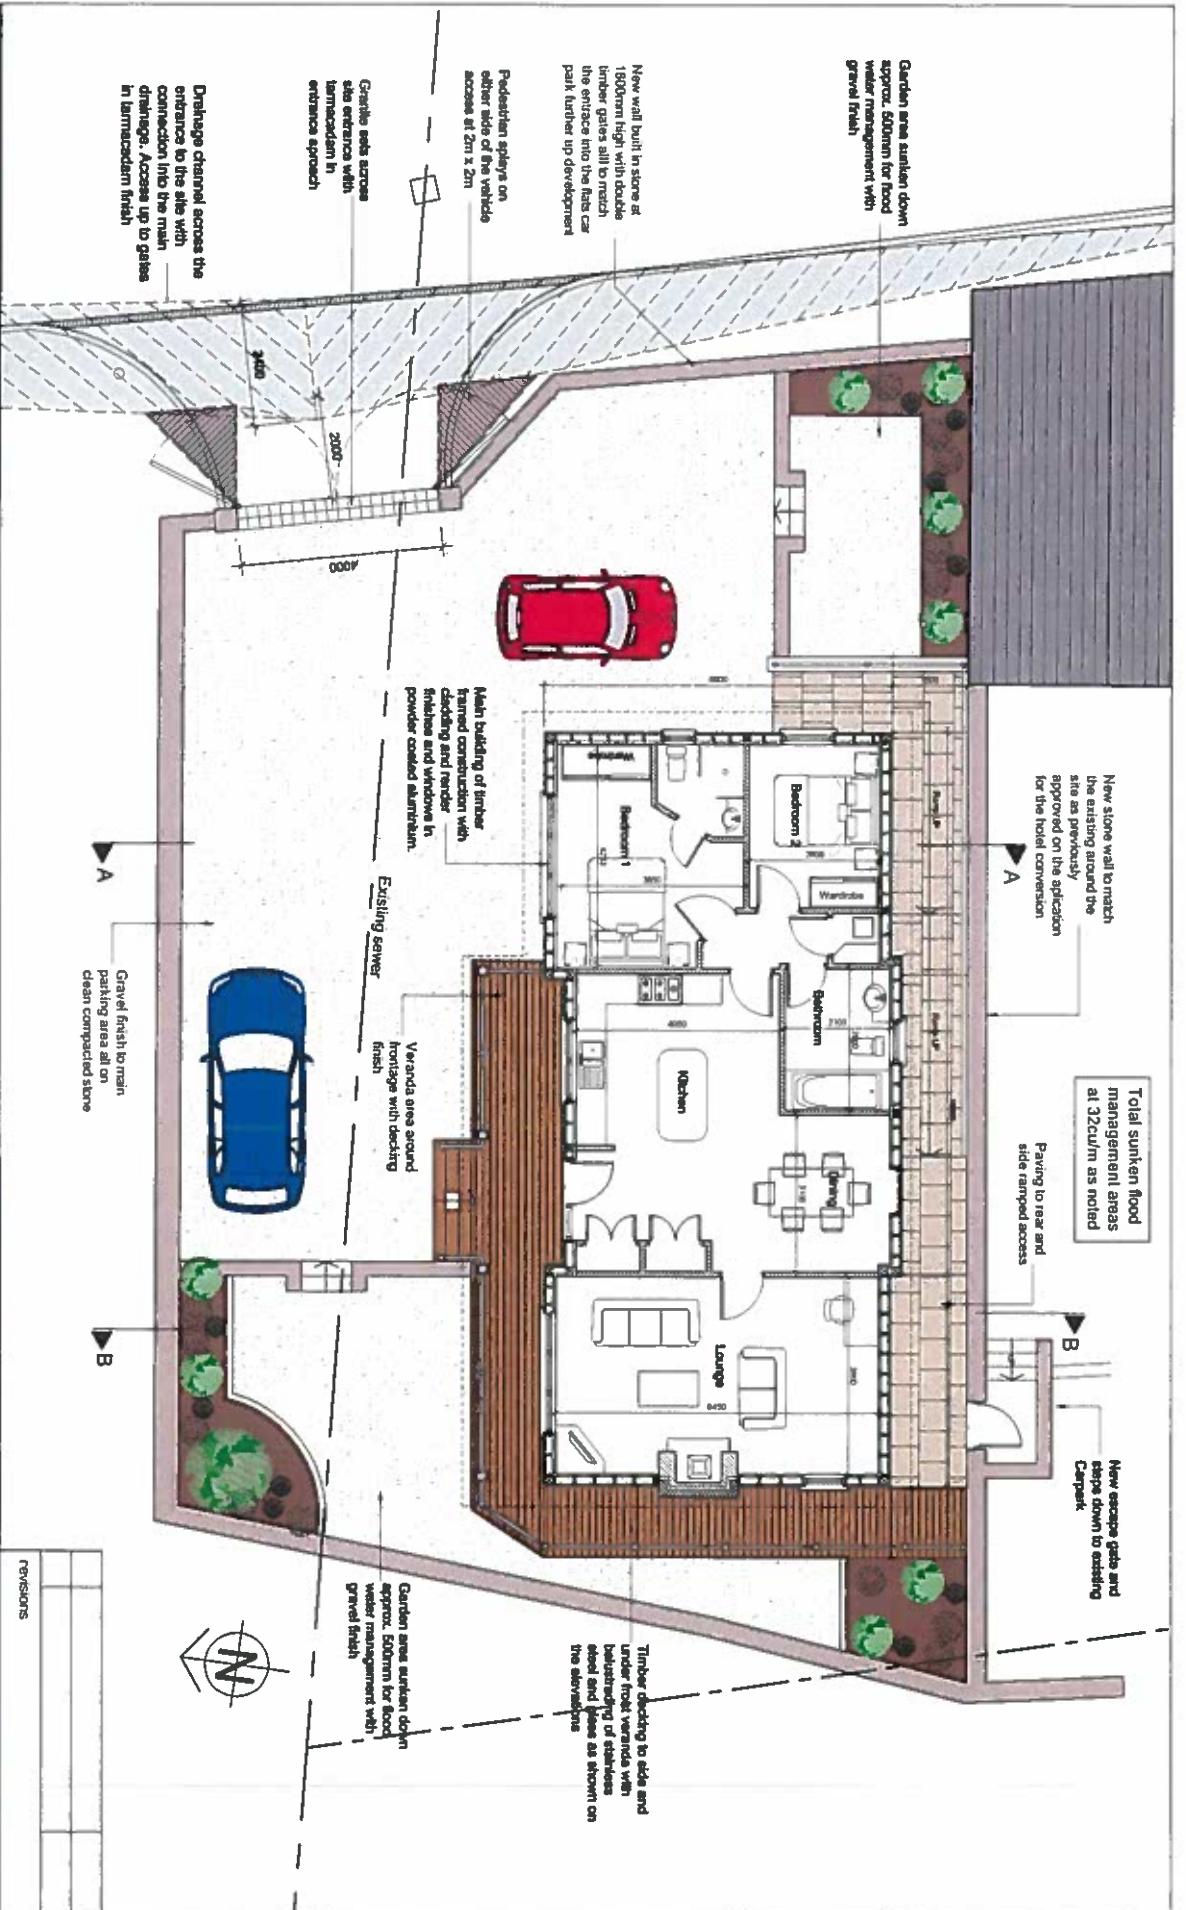 Garden area sunken down
approx. 500mm for flood
water management with
gravel finish
New wall built in stone at
1800mm high with double
timber gates all to match
the entrace into the flats car
park further up development
Pedestrian splays on
either side of the vehicle
access at 2m x 2m
Granite sets across
site entrance with
tarmacadam in
entrance aproach
Drainage channel across the
entrance to the site with
connection into the main
drainage. Access up to gates
in tarmacadam finish
2400
2000
4000
New stone wall to match
the existing around the
site as previously
approved on the aplication
for the hotel conversion
Total sunken flood
management areas
at 32cu/m as noted
Paving to rear and
side ramped access
New escape gate and
steps down to existing
Carpark
A
B
Ramp UP
Ramp UP
Bedroom 2
Wardrobe
Wardrobe
Bedroom 1
Bathroom
2100
Kitchen
4060
Dining
Lounge
6450
Main building of timber
framed construction with
cladding and render
finishes and windows in
powder coated aluminium.
Existing sewer
Veranda area around
frontage with decking
finish
Gravel finish to main
parking area all on
clean compacted stone
A
B
Timber decking to side and
under front veranda with
balustrading of stainless
steel and glass as shown on
the elevations
Garden area sunken down
approx. 500mm for flood
water management with
gravel finish
N
revisions